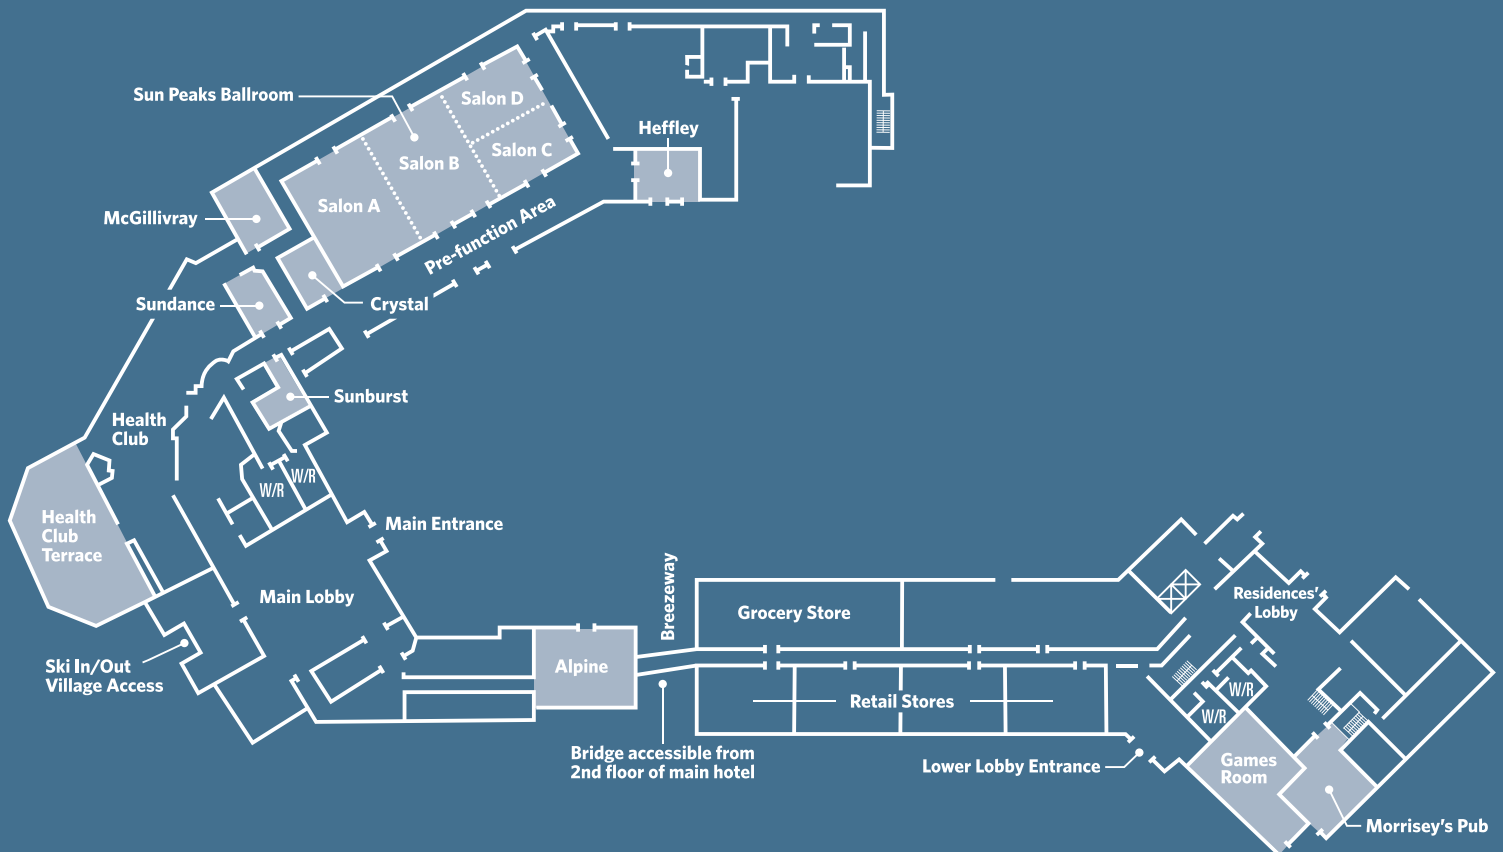 Sun Peaks Ballroom
Salon D
Heffley
Salon C
Salon B
Salon A
McGillivray
Pre-function Area
Sundance
Crystal
Sunburst
Health
Club
W/R
W/R
Health
Club
Terrace
Main Entrance
Main Lobby
Breezeway
Grocery Store
Residences'
Lobby
Ski In/Out
Village Access
Alpine
Retail Stores
W/R
W/R
Bridge accessible from
2nd floor of main hotel
Lower Lobby Entrance
Games
Room
Morrisey's Pub